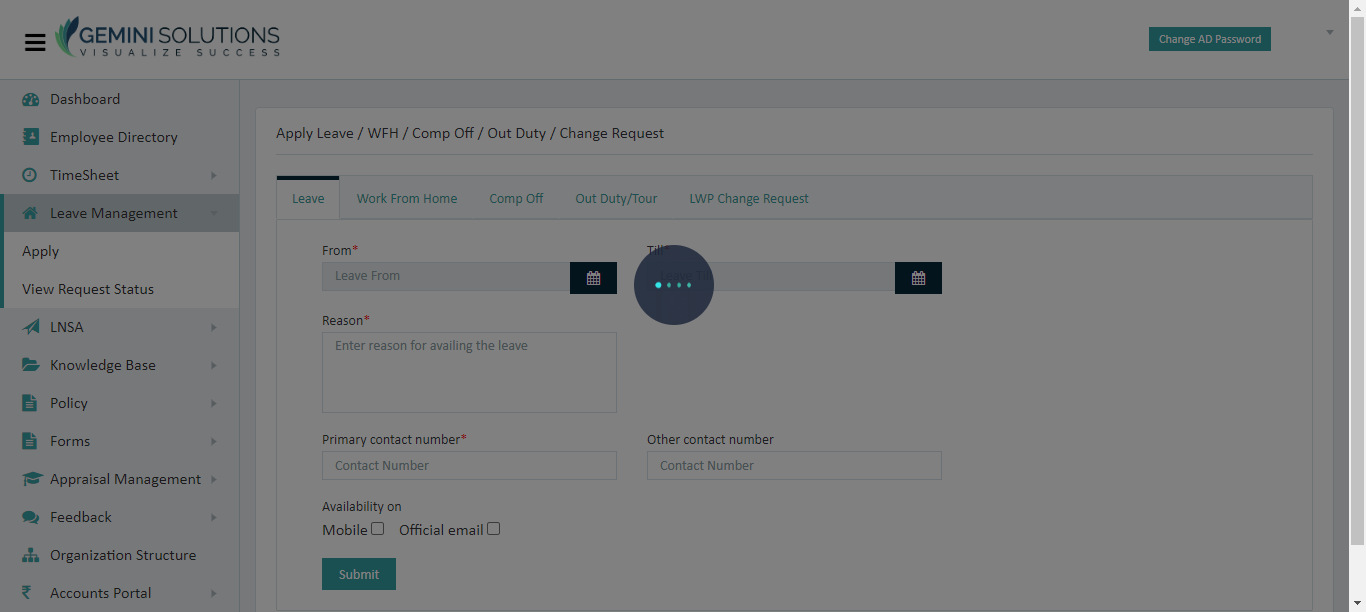 GEMINI SOLUTIONS
VISUALIZE SUCCESS
Change AD Password
Dashboard
Employee Directory
TimeSheet
Leave Management
Apply
View Request Status
LNSA
Knowledge Base
Policy
Forms
Appraisal Management
Feedback
Organization Structure
Accounts Portal
Apply Leave / WFH / Comp Off / Out Duty / Change Request
Leave Work From Home Comp Off Out Duty/Tour LWP Change Request
From* Till*
Leave From Leave Till
Reason*
Enter reason for availing the leave
Primary contact number* Other contact number
Contact Number Contact Number
Availability on
Mobile Official email
Submit